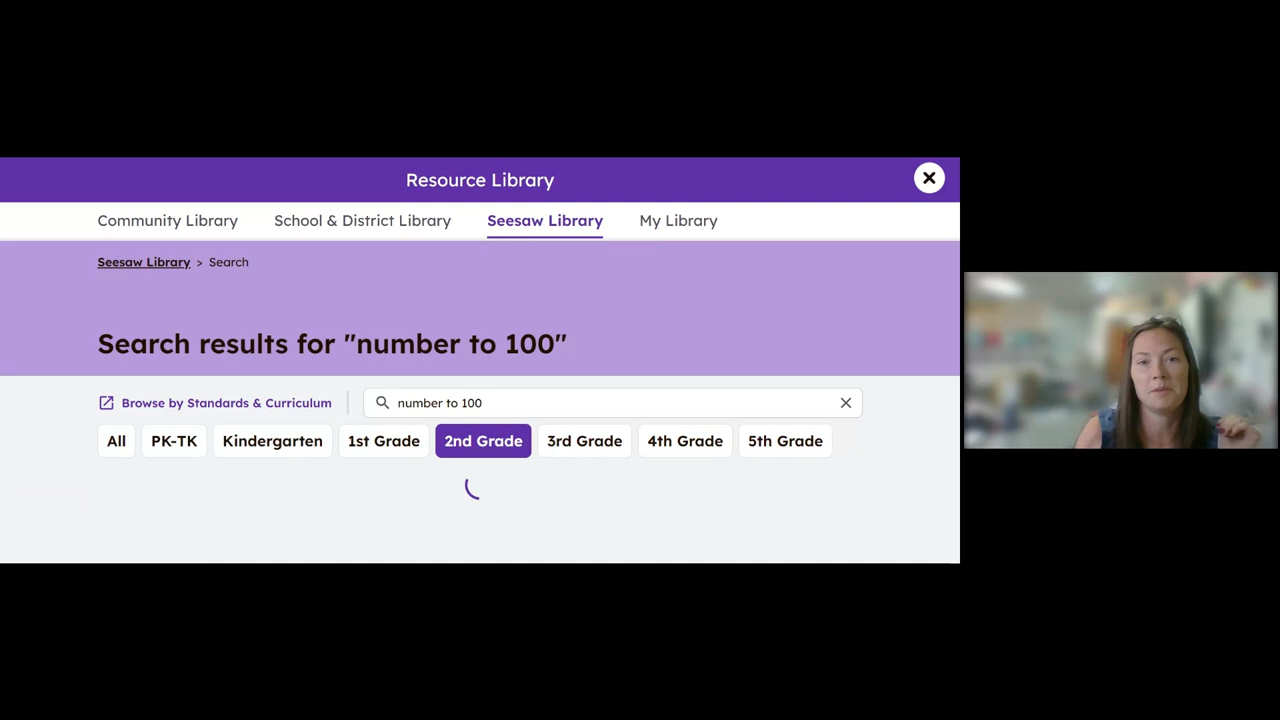 Resource Library
Community Library School & District Library Seesaw Library My Library
Seesaw Library > Search
Search results for "number to 100"
Browse by Standards & Curriculum number to 100
All PK-TK Kindergarten 1st Grade 2nd Grade 3rd Grade 4th Grade 5th Grade